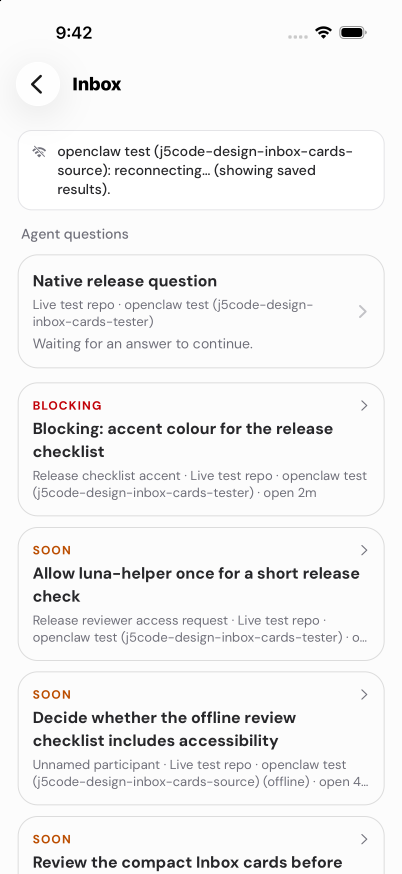 9:42
Inbox
openclaw test (j5code-design-inbox-cards-
source): reconnecting... (showing saved
results).
Agent questions
Native release question
Live test repo · openclaw test (j5code-design-
inbox-cards-tester)
Waiting for an answer to continue.
BLOCKING
Blocking: accent colour for the release
checklist
Release checklist accent · Live test repo · openclaw test
(j5code-design-inbox-cards-tester) · open 2m
SOON
Allow luna-helper once for a short release
check
Release reviewer access request · Live test repo ·
openclaw test (j5code-design-inbox-cards-tester) · o...
SOON
Decide whether the offline review
checklist includes accessibility
Unnamed participant · Live test repo · openclaw test
(j5code-design-inbox-cards-source) (offline) · open 4...
SOON
Review the compact Inbox cards before